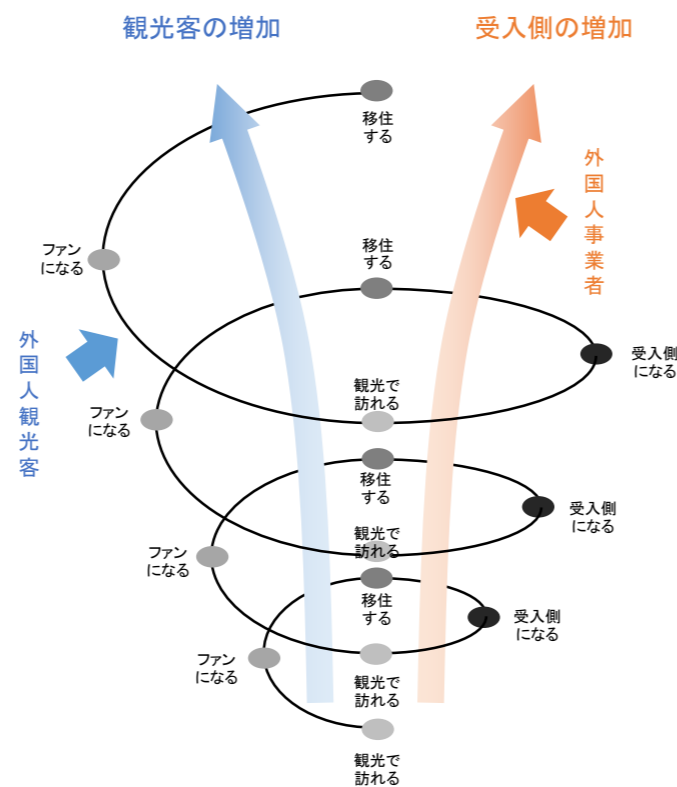 観光客の増加
受入側の増加
移住
する
外国人事業者
ファン
になる
移住
する
外国人観光客
受入側
になる
観光で
訪れる
ファン
になる
移住
する
受入側
になる
観光で
訪れる
ファン
になる
移住
する
受入側
になる
ファン
になる
観光で
訪れる
観光で
訪れる